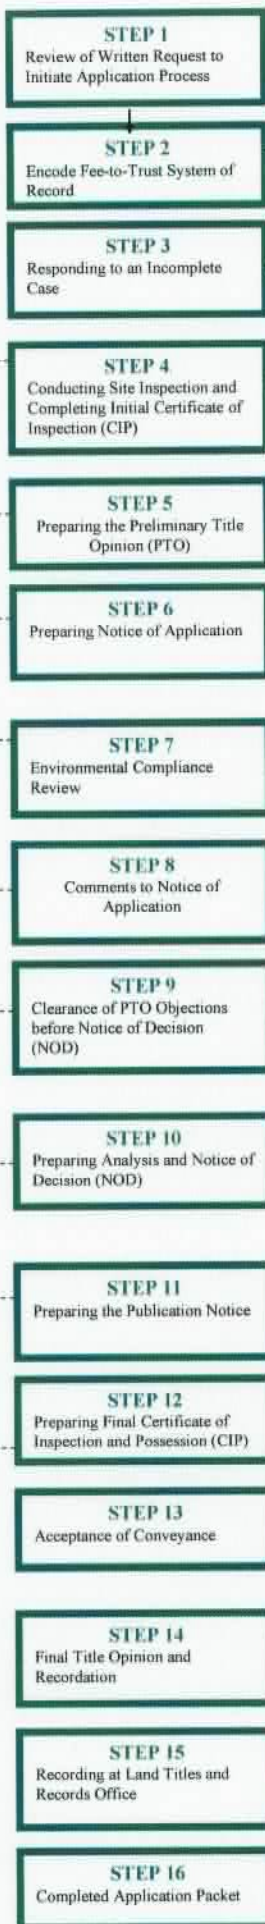 STEP 1
Review of Written Request to
Initiate Application Process
STEP 2
Encode Fee-to-Trust System of
Record
STEP 3
Responding to an Incomplete
Case
STEP 4
Conducting Site Inspection and
Completing Initial Certificate of
Inspection (CIP)
STEP 5
Preparing the Preliminary Title
Opinion (PTO)
STEP 6
Preparing Notice of Application
STEP 7
Environmental Compliance
Review
STEP 8
Comments to Notice of
Application
STEP 9
Clearance of PTO Objections
before Notice of Decision
(NOD)
STEP 10
Preparing Analysis and Notice of
Decision (NOD)
STEP 11
Preparing the Publication Notice
STEP 12
Preparing Final Certificate of
Inspection and Possession (CIP)
STEP 13
Acceptance of Conveyance
STEP 14
Final Title Opinion and
Recordation
STEP 15
Recording at Land Titles and
Records Office
STEP 16
Completed Application Packet